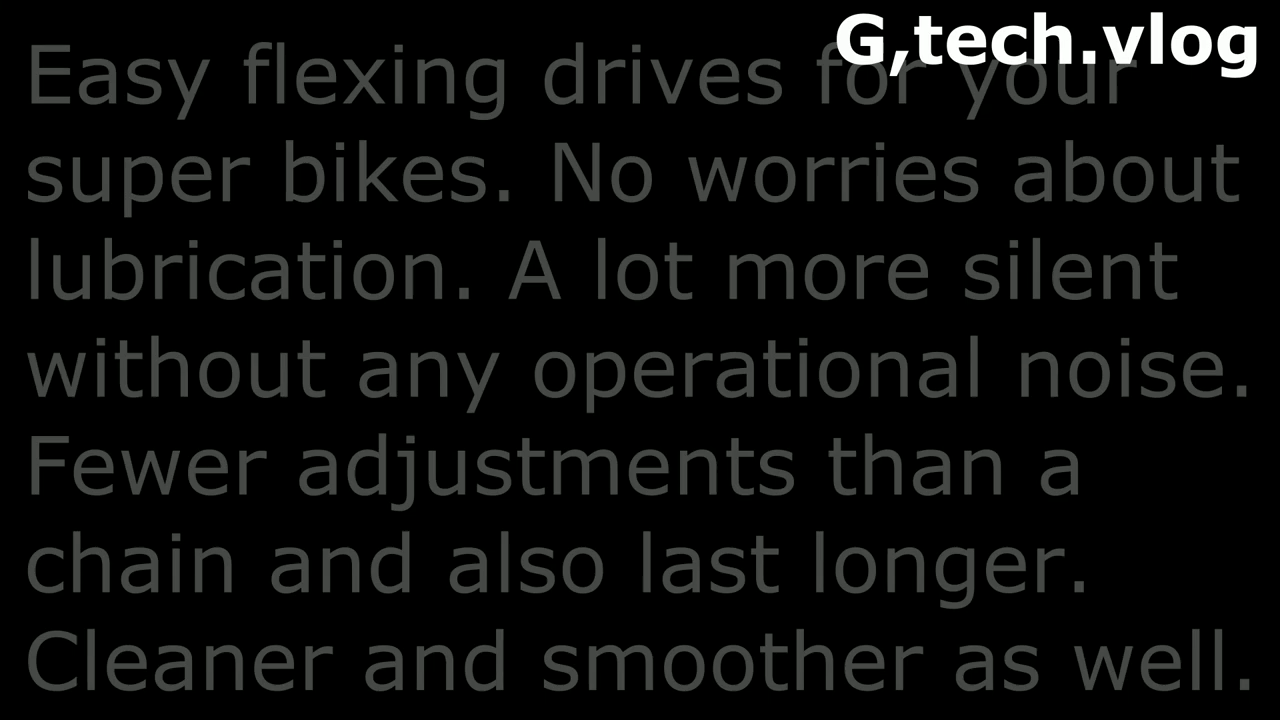 G,tech.vlog
Easy flexing drives for your
super bikes. No worries about
lubrication. A lot more silent
without any operational noise.
Fewer adjustments than a
chain and also last longer.
Cleaner and smoother as well.